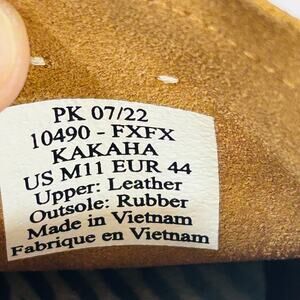 PK 07/22
10490 - FXFX
KAKAHA
US M11 EUR 44
Upper: Leather
Outsole: Rubber
Made in Vietnam
Fabrique en Vietnam